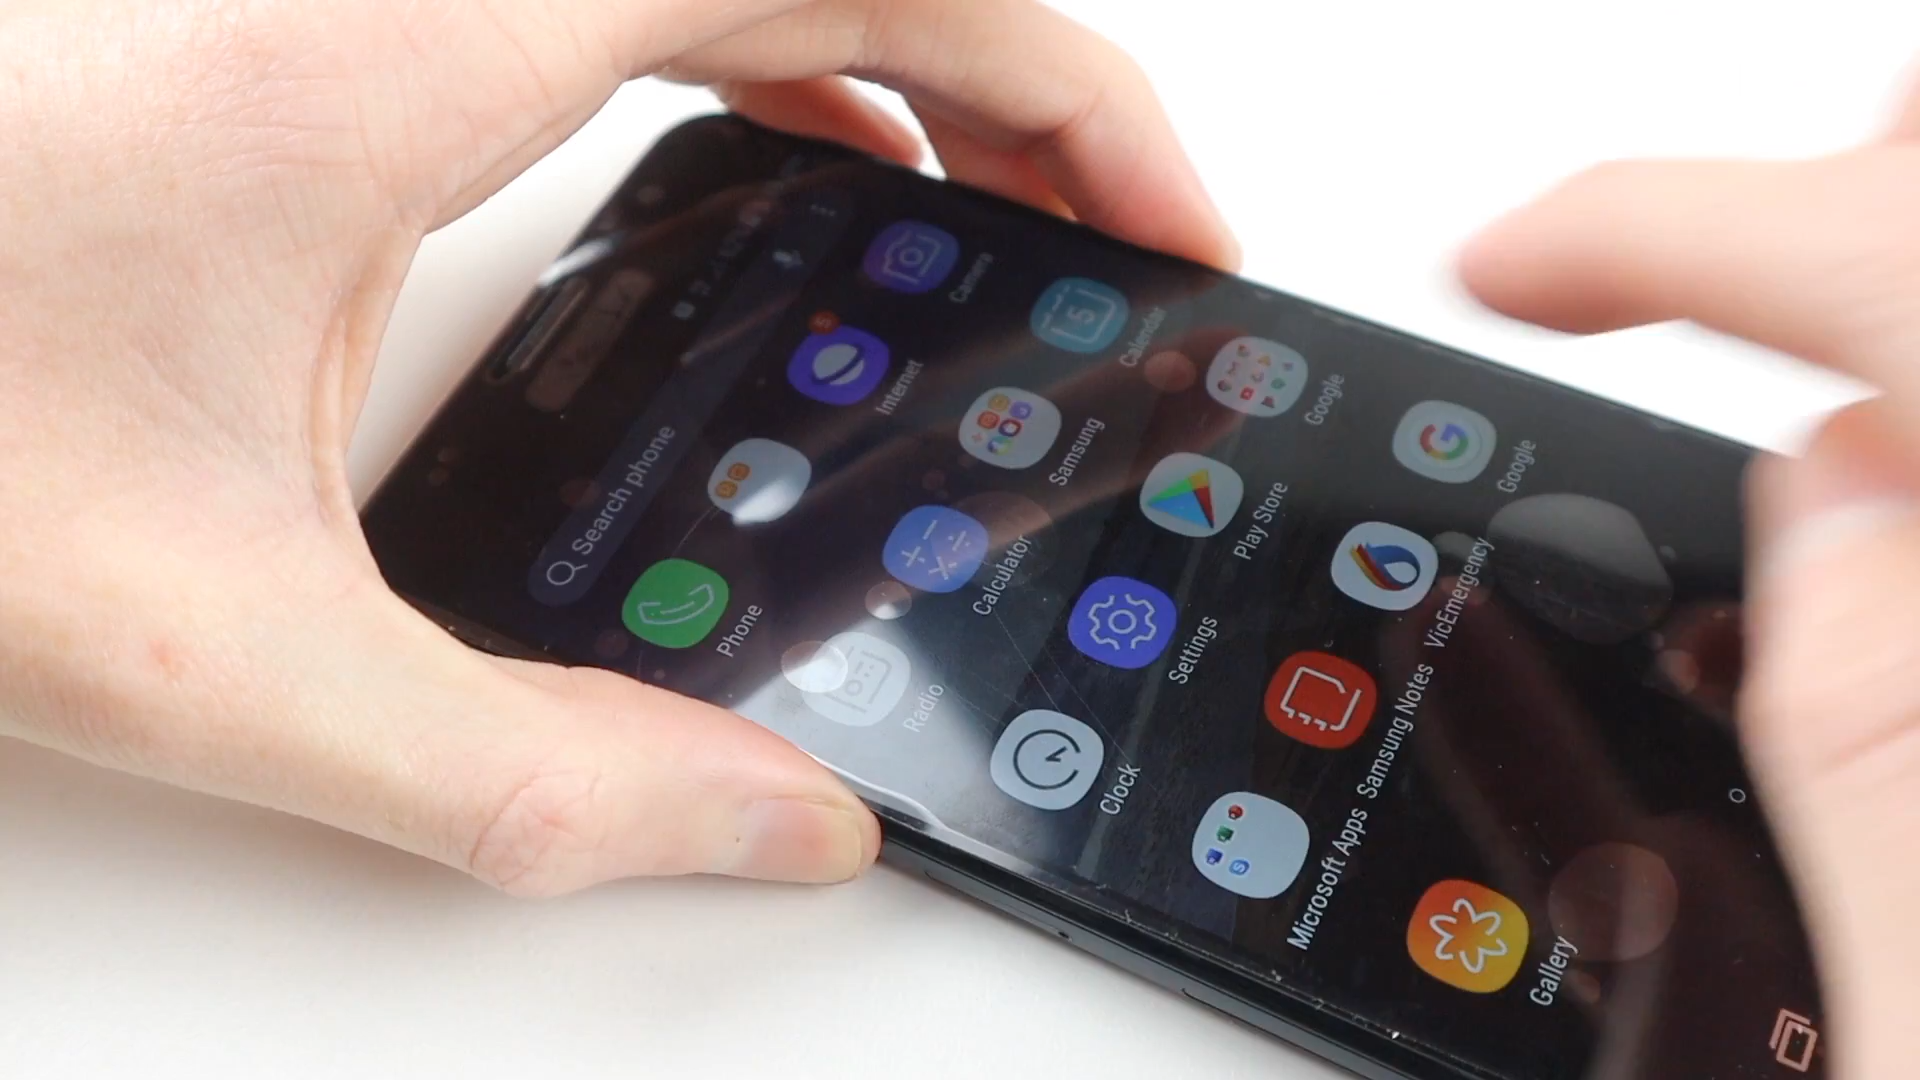 Search phone
Phone
Internet
Camera
Radio
Calculator
Samsung
Calendar
5
Clock
Settings
Play Store
Google
Microsoft Apps
Samsung Notes
VicEmergency
Google
G
Gallery